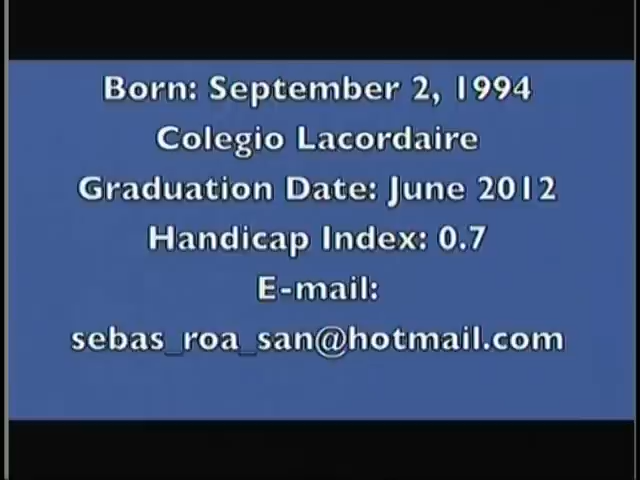 Born: September 2, 1994
Colegio Lacordaire
Graduation Date: June 2012
Handicap Index: 0.7
E-mail:
sebas_roa_san@hotmail.com